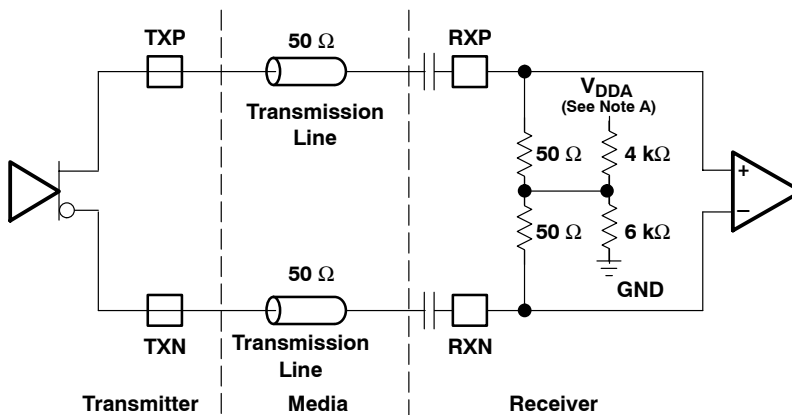 TXP
50 Ω
RXP
Transmission
Line
VDDA
(See Note A)
50 Ω
4 kΩ
+
−
50 Ω
6 kΩ
GND
50 Ω
TXN
Transmission
Line
RXN
Transmitter
Media
Receiver